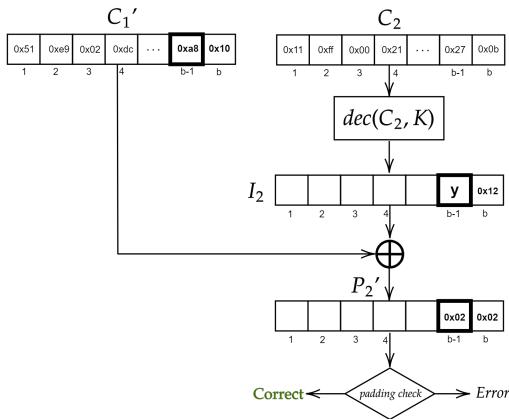 C₁′ C₂
0x51 0xe9 0x02 0xdc ... 0xa8 0x10 0x11 0xff 0x00 0x21 ... 0x27 0x0b
1 2 3 4 b-1 b 1 2 3 4 b-1 b
dec(C₂, K)
I₂ y 0x12
1 2 3 4 b-1 b
P₂′
0x02 0x02
1 2 3 4 b-1 b
Correct padding check Error